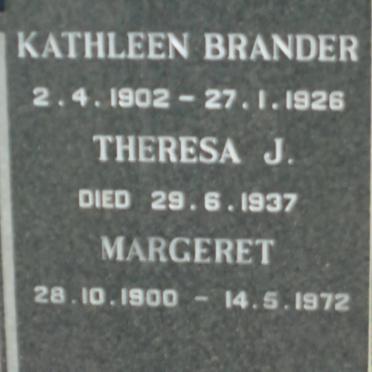 KATHLEEN BRANDER
2.4.1902 - 27.1.1926
THERESA J.
DIED 29.6.1937
MARGERET
28.10.1900 - 14.5.1972